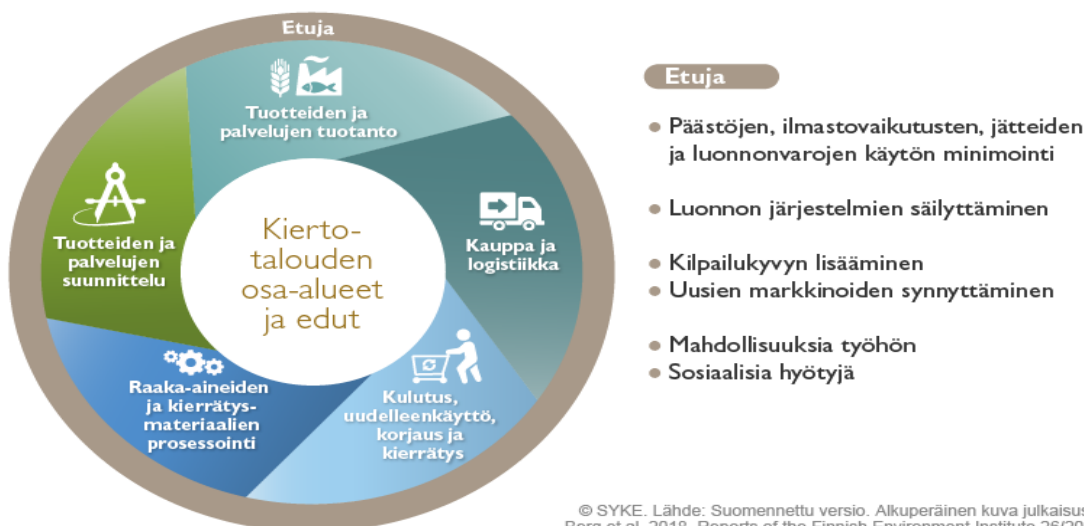 Etuja
Tuotteiden ja
palvelujen tuotanto
Kauppa ja
logistiikka
Kulutus,
uudelleenkäyttö,
korjaus ja
kierrätys
Raaka-aineiden
ja kierrätys-
materiaalien
prosessointi
Tuotteiden ja
palvelujen
suunnittelu
Kierto-
talouden
osa-alueet
ja edut
Etuja
Päästöjen, ilmastovaikutusten, jätteiden
ja luonnonvarojen käytön minimointi
Luonnon järjestelmien säilyttäminen
Kilpailukyvyn lisääminen
Uusien markkinoiden synnyttäminen
Mahdollisuuksia työhön
Sosiaalisia hyötyjä
© SYKE. Lähde: Suomennettu versio. Alkuperäinen kuva